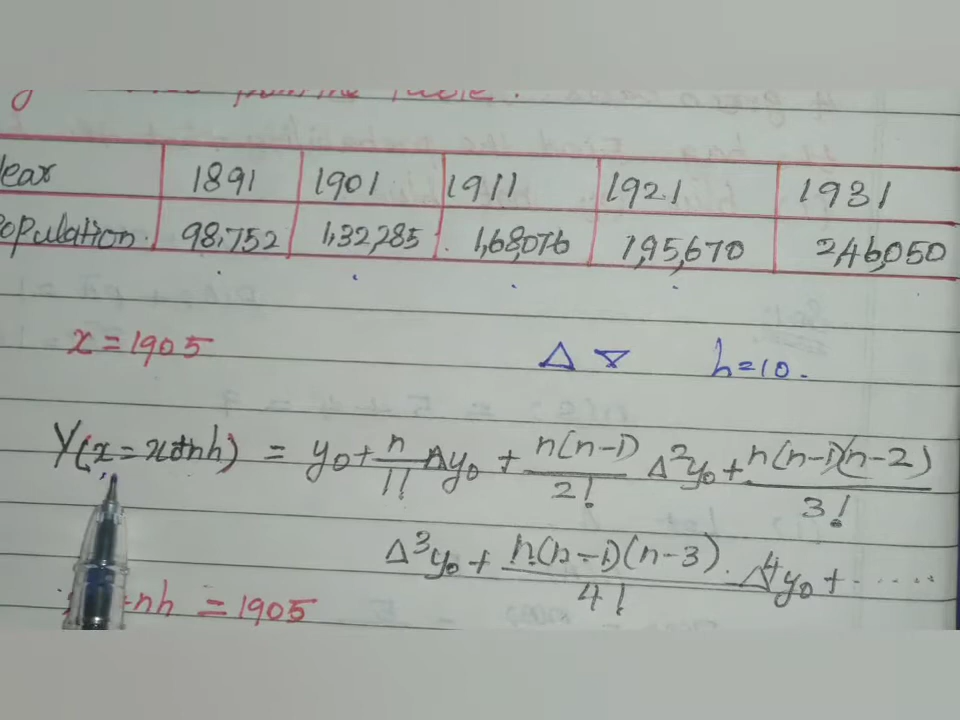 Year 1891 1901 1911 1921 1931
Population. 98,752 1,32,285 1,68,076 1,95,670 2,46,050
x = 1905 Δ ∇ h=10.
Y(x = x0+nh) = y0 + n/1! Δy0 + n(n-1)/2! Δ²y0 + n(n-1)(n-2)/3!
Δ³y0 + n(n-1)(n-3)/4! . Δ⁴y0 + .....
+nh = 1905